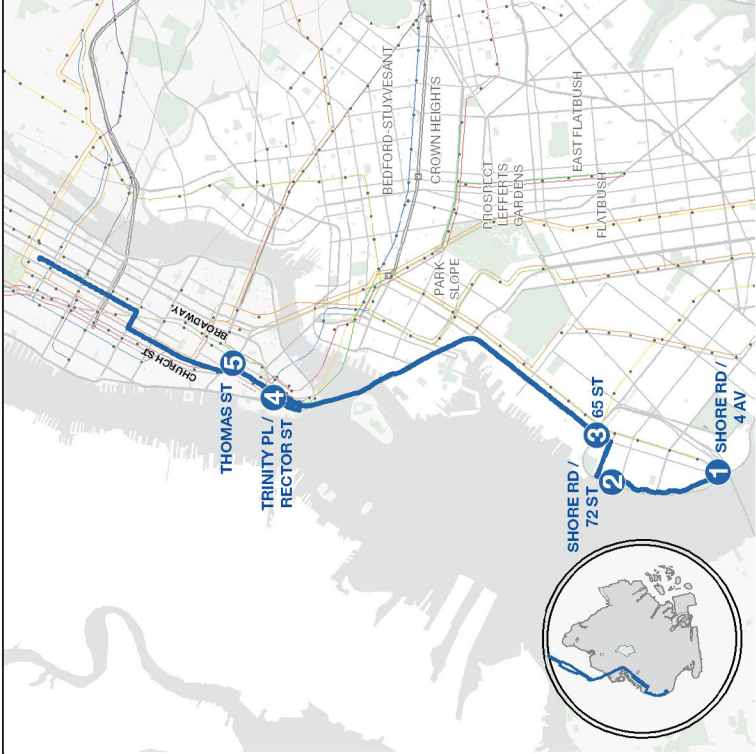 BEDFORD-STUYVESANT
CROWN HEIGHTS
PROSPECT
LEFFERTS
GARDENS
EAST FLATBUSH
FLATBUSH
PARK
SLOPE
BROADWAY
CHURCH ST
5
THOMAS ST
4
TRINITY PL /
RECTOR ST
3
65 ST
SHORE RD /
72 ST
2
1
SHORE RD /
4 AV